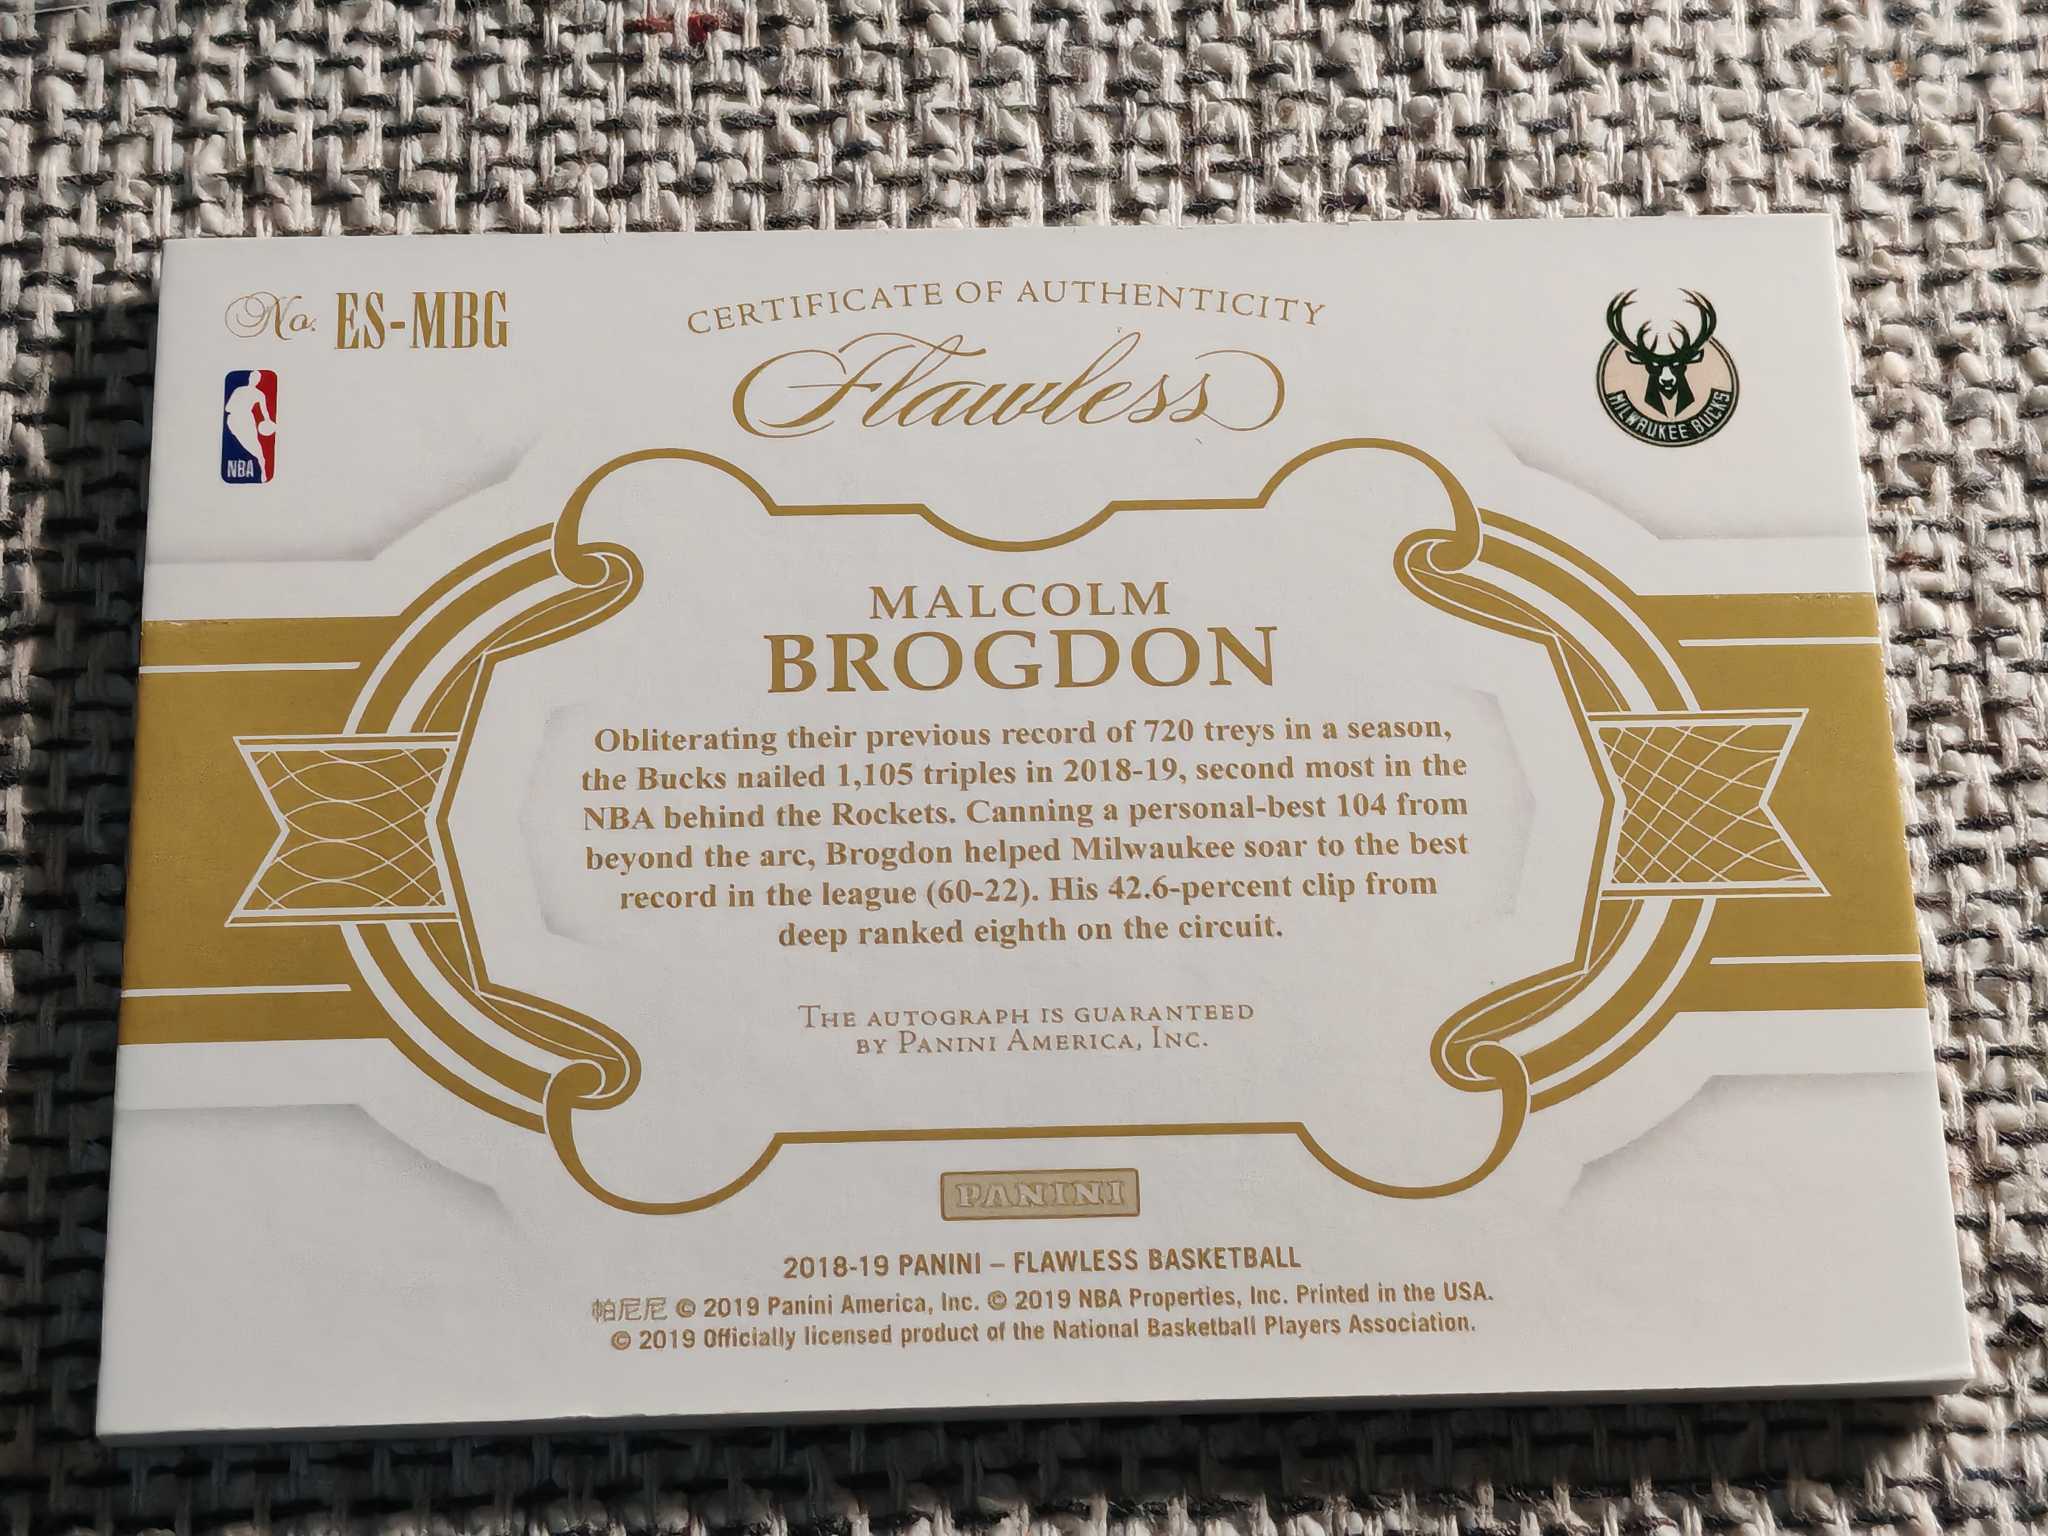 No. ES-MBG
CERTIFICATE OF AUTHENTICITY
Flawless
NBA
MILWAUKEE BUCKS
MALCOLM
BROGDON
Obliterating their previous record of 720 treys in a season,
the Bucks nailed 1,105 triples in 2018-19, second most in the
NBA behind the Rockets. Canning a personal-best 104 from
beyond the arc, Brogdon helped Milwaukee soar to the best
record in the league (60-22). His 42.6-percent clip from
deep ranked eighth on the circuit.
THE AUTOGRAPH IS GUARANTEED
BY PANINI AMERICA, INC.
PANINI
2018-19 PANINI – FLAWLESS BASKETBALL
帕尼尼 © 2019 Panini America, Inc. © 2019 NBA Properties, Inc. Printed in the USA.
© 2019 Officially licensed product of the National Basketball Players Association.